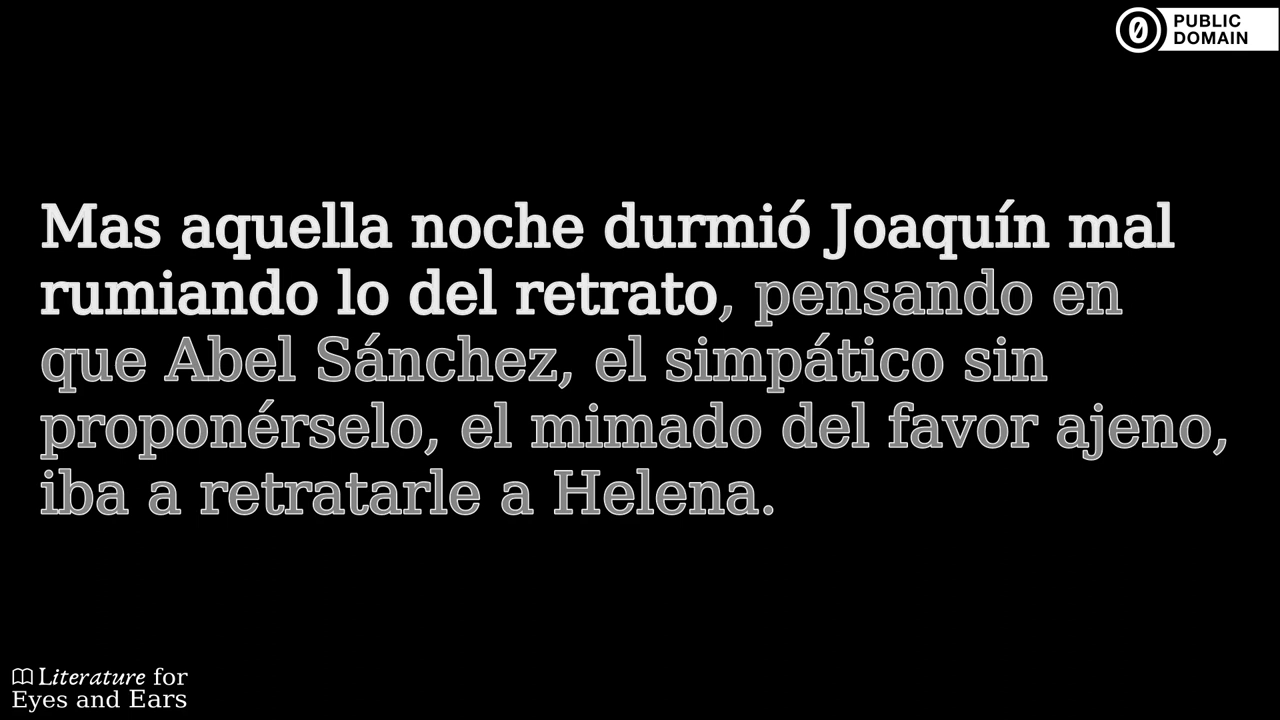 PUBLIC
DOMAIN
Mas aquella noche durmió Joaquín mal
rumiando lo del retrato, pensando en
que Abel Sánchez, el simpático sin
proponérselo, el mimado del favor ajeno,
iba a retratarle a Helena.
Literature for
Eyes and Ears